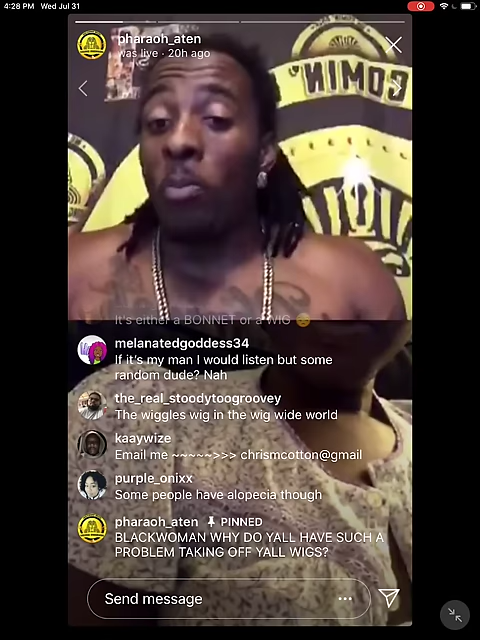 4:28 PM Wed Jul 31
pharaoh_aten
was live · 20h ago
"GOMIN
It's either a BONNET or a WIG 😔
melanatedgoddess34
If it's my man I would listen but some
random dude? Nah
the_real_stoodytoogroovey
The wiggles wig in the wig wide world
kaaywize
Email me ~~~~~>>> chrismcotton@gmail
purple_onixx
Some people have alopecia though
pharaoh_aten PINNED
BLACKWOMAN WHY DO YALL HAVE SUCH A
PROBLEM TAKING OFF YALL WIGS?
Send message